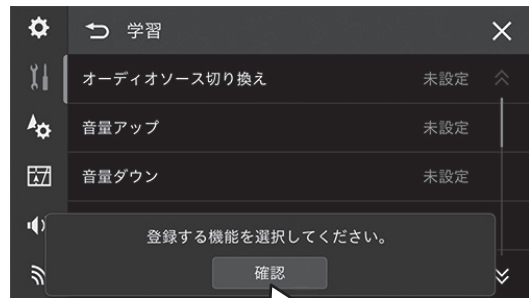 学習
オーディオソース切り換え 未設定
音量アップ 未設定
音量ダウン 未設定
登録する機能を選択してください。
確認